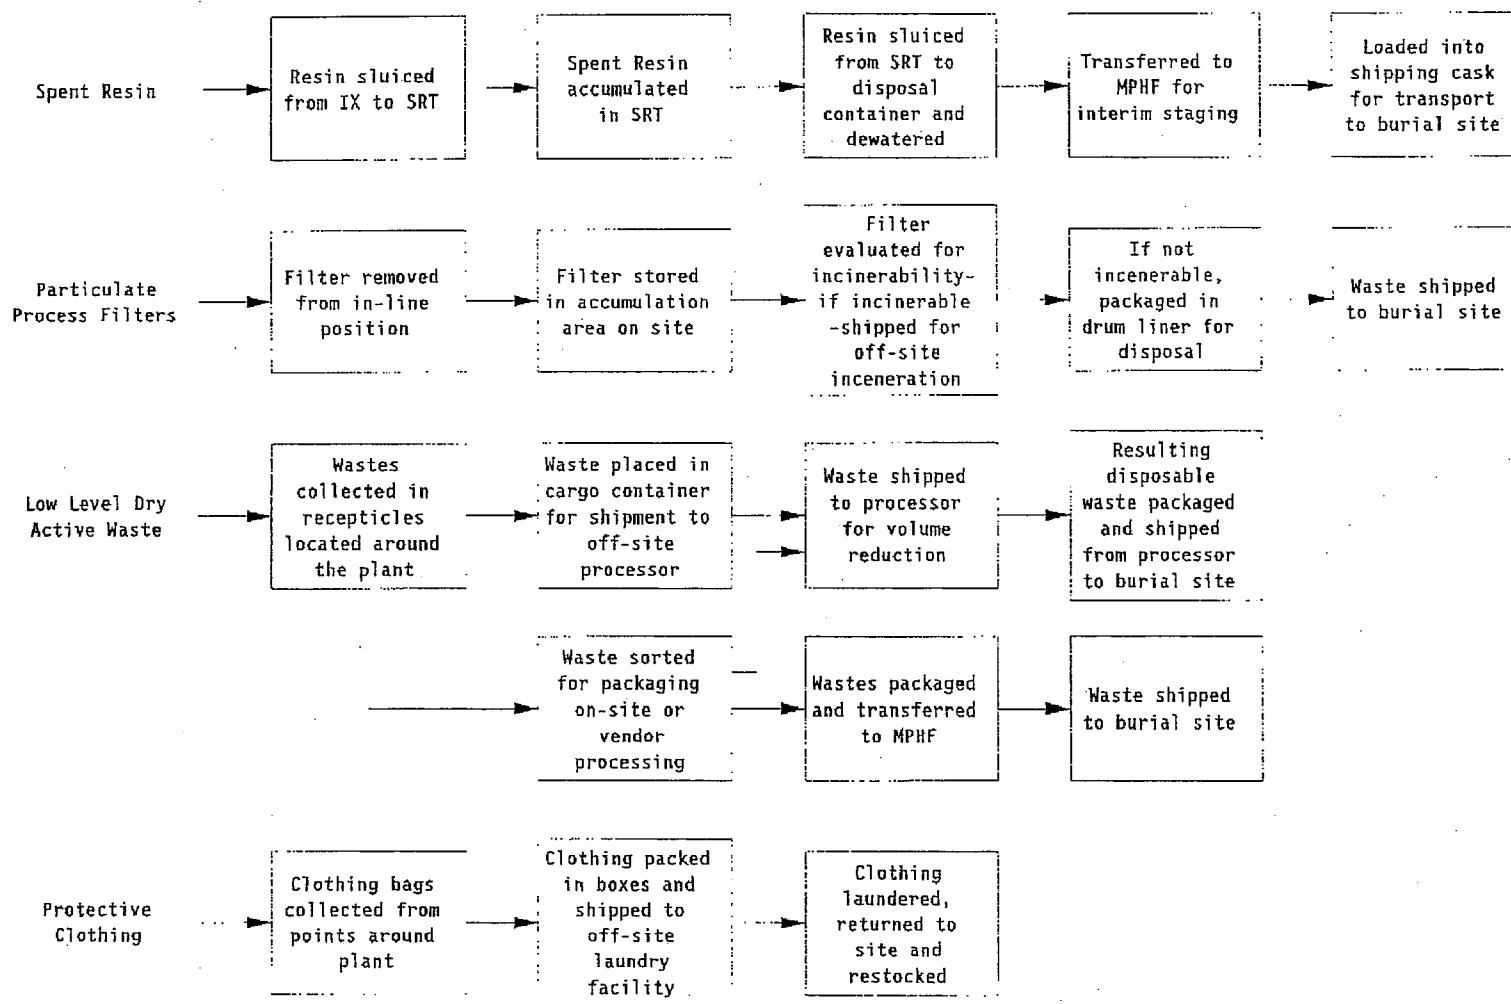 Spent Resin
Resin sluiced
from IX to SRT
Spent Resin
accumulated
in SRT
Resin sluiced
from SRT to
disposal
container and
dewatered
Transferred to
MPHF for
interim staging
Loaded into
shipping cask
for transport
to burial site
Particulate
Process Filters
Filter removed
from in-line
position
Filter stored
in accumulation
area on site
Filter
evaluated for
incinerability-
if incinerable
-shipped for
off-site
inceneration
If not
incenerable,
packaged in
drum liner for
disposal
Waste shipped
to burial site
Low Level Dry
Active Waste
Wastes
collected in
recepticles
located around
the plant
Waste placed in
cargo container
for shipment to
off-site
processor
Waste shipped
to processor
for volume
reduction
Resulting
disposable
waste packaged
and shipped
from processor
to burial site
Waste sorted
for packaging
on-site or
vendor
processing
Wastes packaged
and transferred
to MPHF
Waste shipped
to burial site
Protective
Clothing
Clothing bags
collected from
points around
plant
Clothing packed
in boxes and
shipped to
off-site
laundry
facility
Clothing
laundered,
returned to
site and
restocked